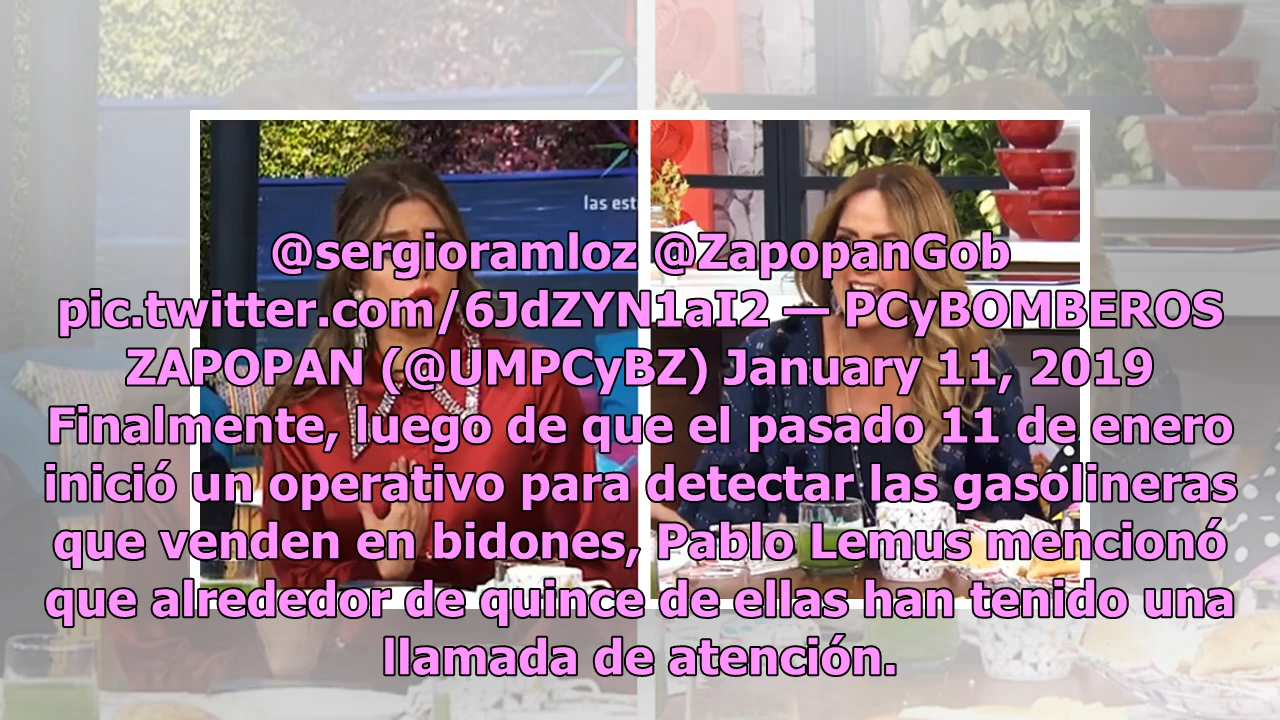 las est
@sergioramloz @ZapopanGob
pic.twitter.com/6JdZYN1aI2 — PCyBOMBEROS
ZAPOPAN (@UMPCyBZ) January 11, 2019
Finalmente, luego de que el pasado 11 de enero
inició un operativo para detectar las gasolineras
que venden en bidones, Pablo Lemus mencionó
que alrededor de quince de ellas han tenido una
llamada de atención.